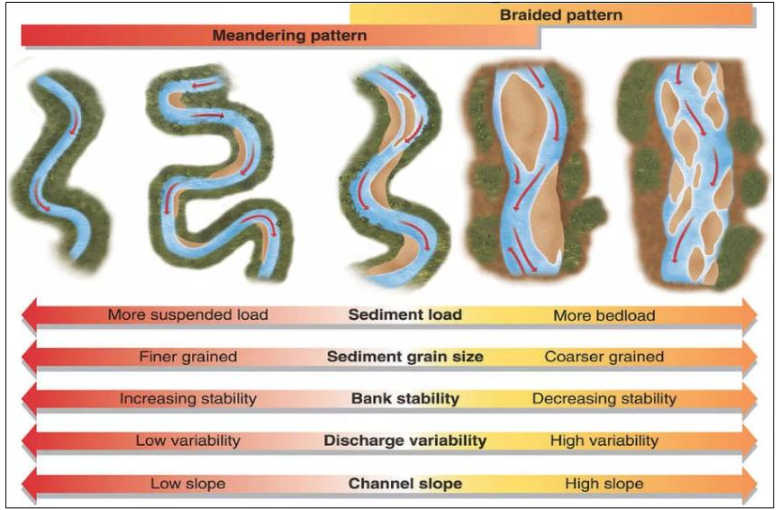 Braided pattern
Meandering pattern
More suspended load Sediment load More bedload
Finer grained Sediment grain size Coarser grained
Increasing stability Bank stability Decreasing stability
Low variability Discharge variability High variability
Low slope Channel slope High slope